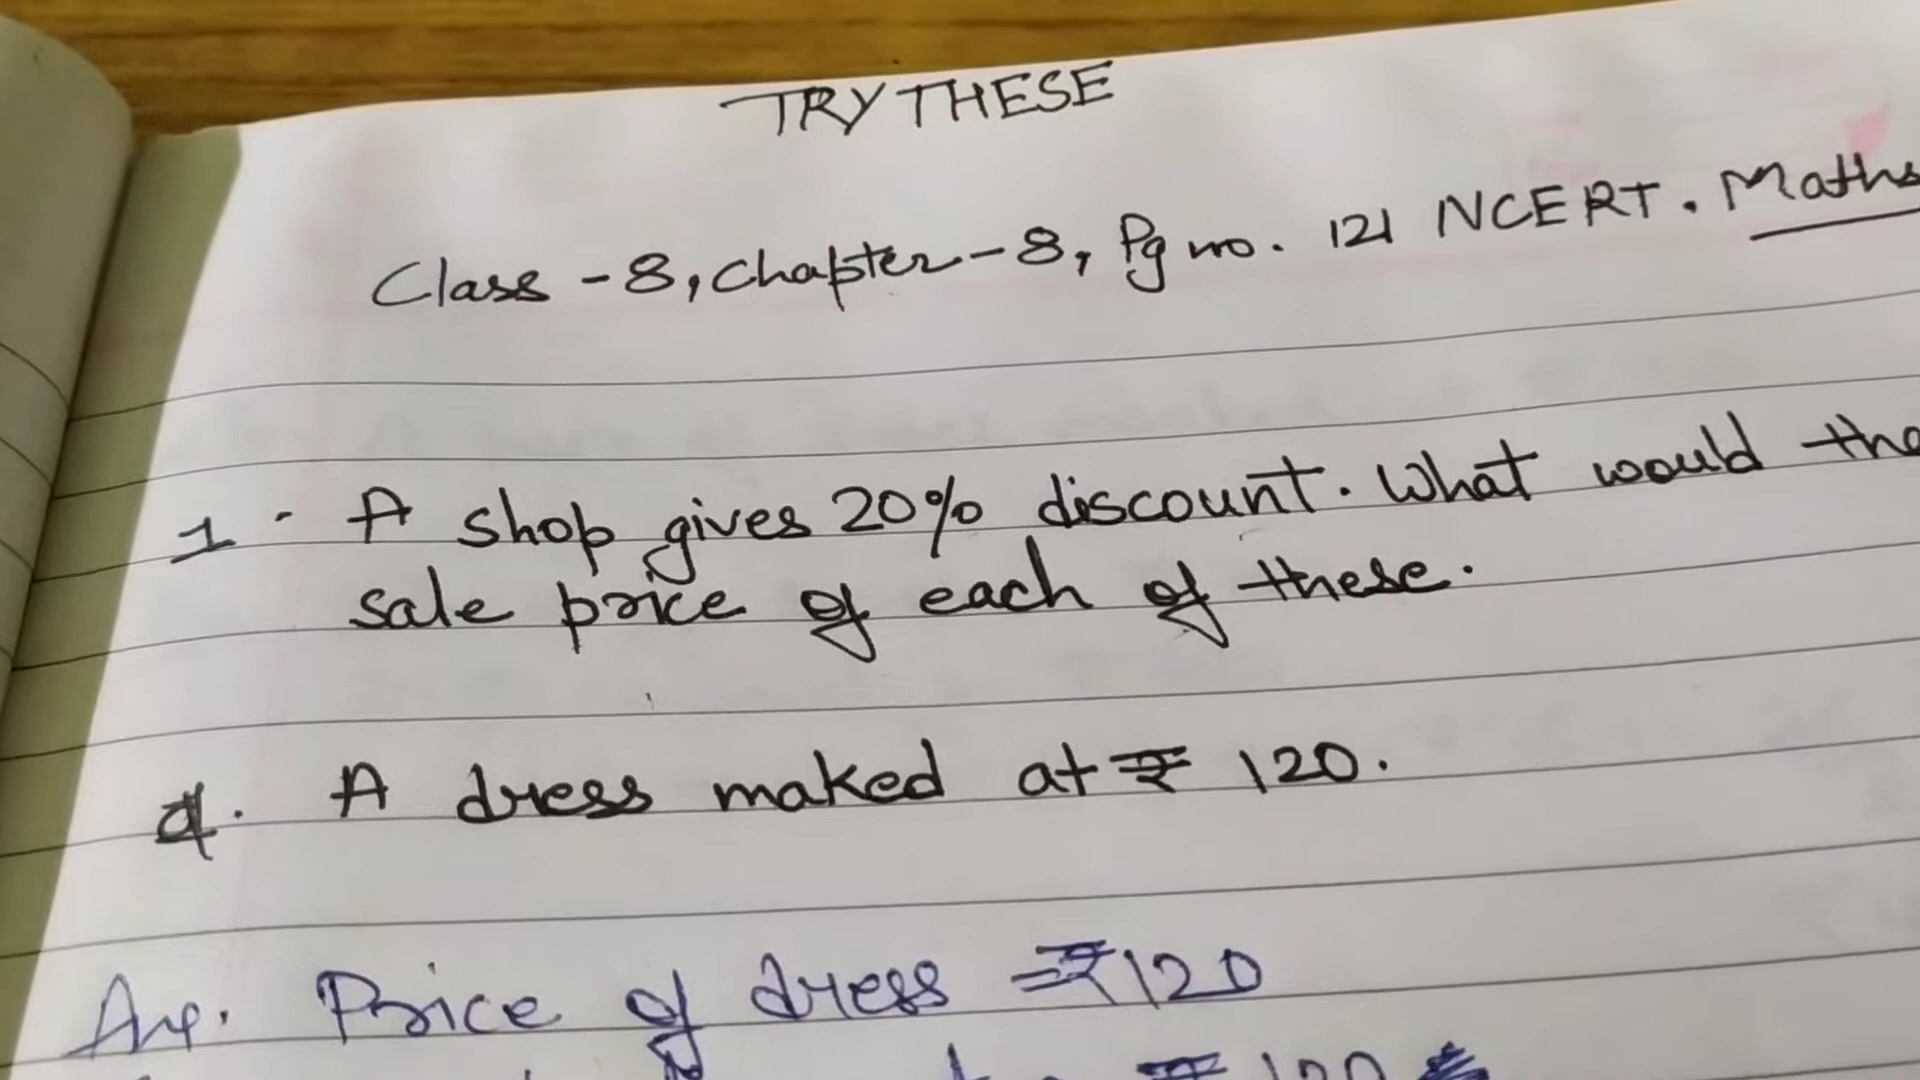 TRY THESE
Class - 8, Chapter - 8, Pg no. 121 NCERT. Maths
1. A shop gives 20% discount. What would the
sale price of each of these.
a. A dress maked at ₹ 120.
Ans. Price of dress = ₹120
₹ 120